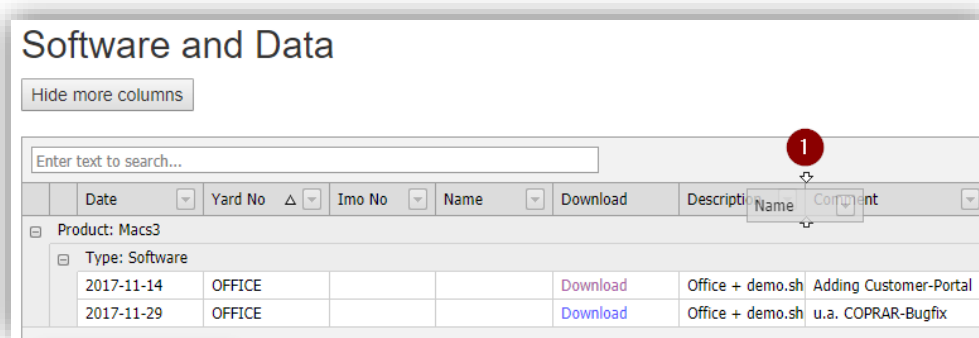 Software and Data
Hide more columns
Enter text to search...
1
Date Yard No Imo No Name Download Description Name Comment
Product: Macs3
Type: Software
2017-11-14 OFFICE Download Office + demo.sh Adding Customer-Portal
2017-11-29 OFFICE Download Office + demo.sh u.a. COPRAR-Bugfix